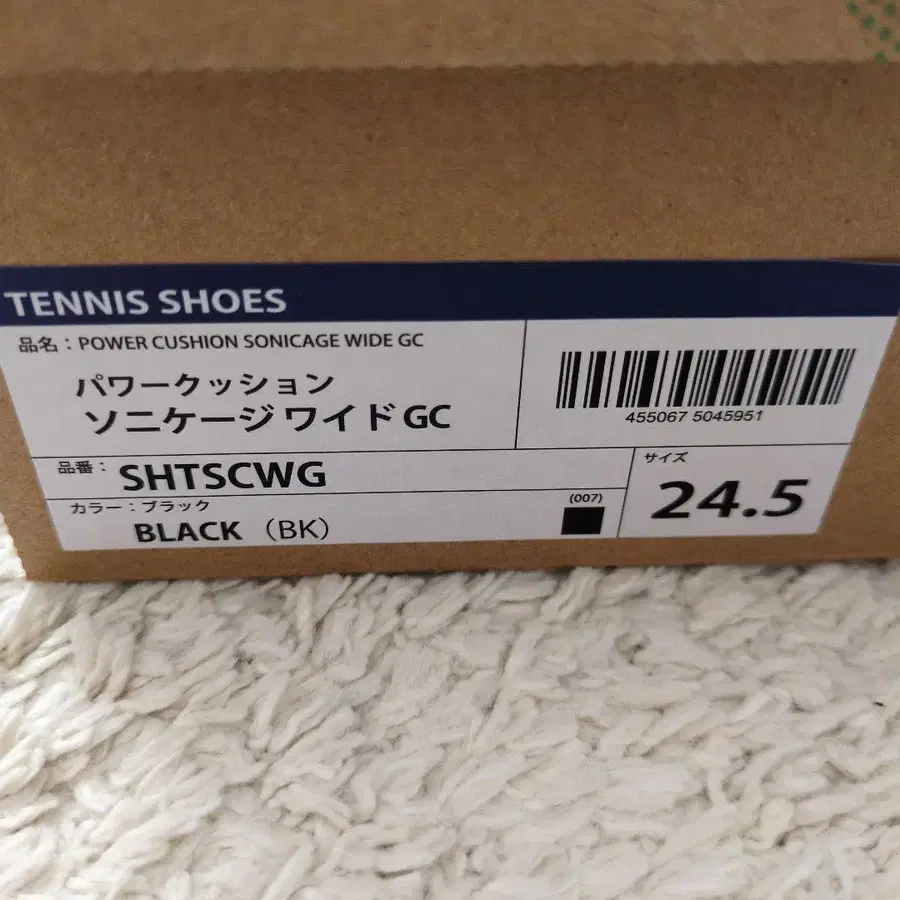 TENNIS SHOES
品名：POWER CUSHION SONICAGE WIDE GC
パワークッション
ソニケージ ワイド GC
455067 5045951
品番：
SHTSCWG
カラー：ブラック
BLACK（BK）
(007)
サイズ
24.5